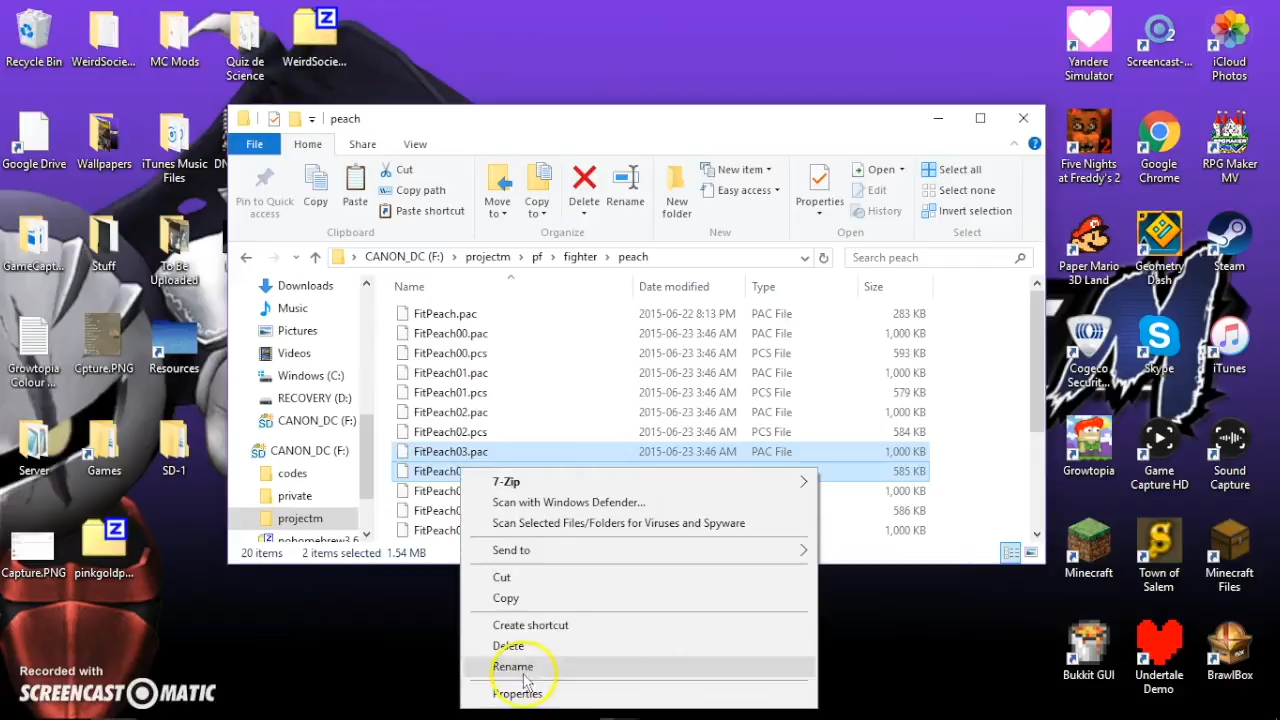 Recycle Bin
WeirdSocie...
MC Mods
Quiz de Science
WeirdSocie...
Yandere Simulator
Screencast-...
iCloud Photos
Google Drive
Wallpapers
iTunes Music Files
Five Nights at Freddy's 2
Google Chrome
RPG Maker MV
GameCapt...
Stuff
To Be Uploaded
Paper Mario 3D Land
Geometry Dash
Steam
Growtopia Colour ...
Cpture.PNG
Resources
Cogeco Securit...
Skype
iTunes
Server
Games
SD-1
Growtopia
Game Capture HD
Sound Capture
Capture.PNG
pinkgoldp...
Minecraft
Town of Salem
Minecraft
Bukkit GUI
Undertale Demo
BrawlBox
peach
File
Home
Share
View
Pin to Quick access
Copy
Paste
Cut
Copy path
Paste shortcut
Clipboard
Move to
Copy to
Delete
Rename
Organize
New folder
New item
Easy access
New
Properties
Open
Edit
History
Open
Select all
Select none
Invert selection
Select
CANON_DC (F:) > projectm > pf > fighter > peach
Search peach
Downloads
Music
Pictures
Videos
Windows (C:)
RECOVERY (D:)
CANON_DC (F:)
CANON_DC (F:)
codes
private
projectm
Name Date modified Type Size
FitPeach.pac 2015-06-22 8:13 PM PAC File 283 KB
FitPeach00.pac 2015-06-23 3:46 AM PAC File 1,000 KB
FitPeach00.pcs 2015-06-23 3:46 AM PCS File 593 KB
FitPeach01.pac 2015-06-23 3:46 AM PAC File 1,000 KB
FitPeach01.pcs 2015-06-23 3:46 AM PCS File 579 KB
FitPeach02.pac 2015-06-23 3:46 AM PAC File 1,000 KB
FitPeach02.pcs 2015-06-23 3:46 AM PCS File 584 KB
FitPeach03.pac 2015-06-23 3:46 AM PAC File 1,000 KB
FitPeach0 585 KB
FitPeach0 1,000 KB
FitPeach0 586 KB
FitPeach0 1,000 KB
20 items 2 items selected 1.54 MB
7-Zip
Scan with Windows Defender...
Scan Selected Files/Folders for Viruses and Spyware
Send to
Cut
Copy
Create shortcut
Delete
Rename
Properties
Recorded with
SCREENCAST O MATIC